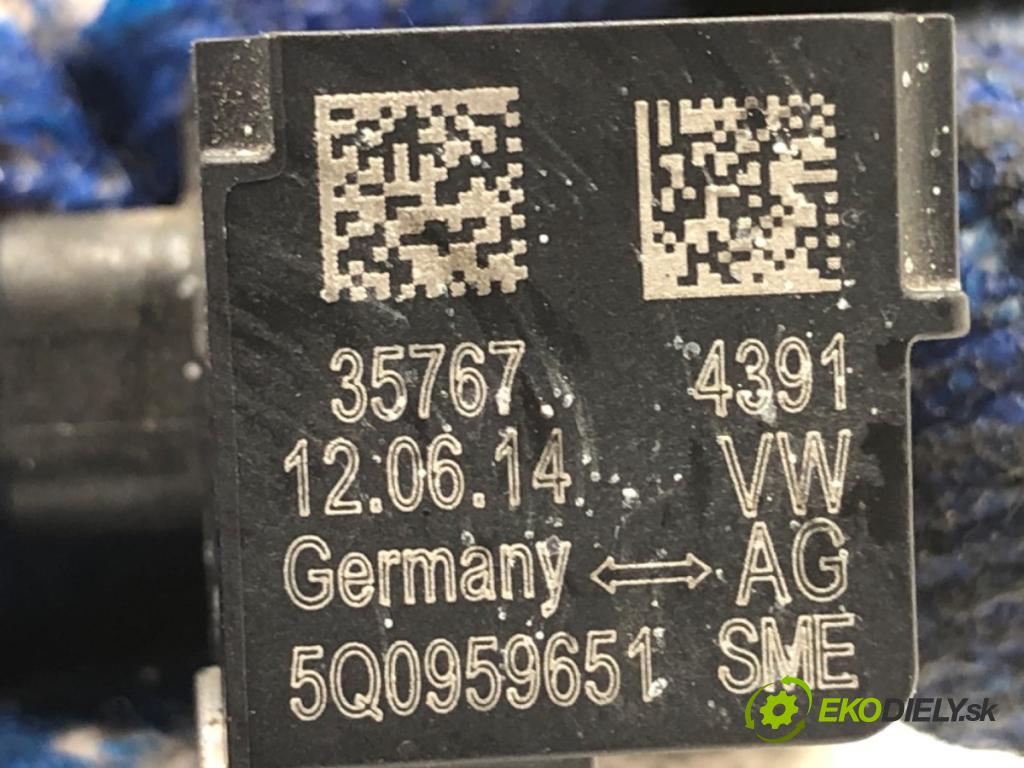 35767 4391
12.06.14 VW
Germany ⟷ AG
5Q0959651 SME
EKODIELY.sk